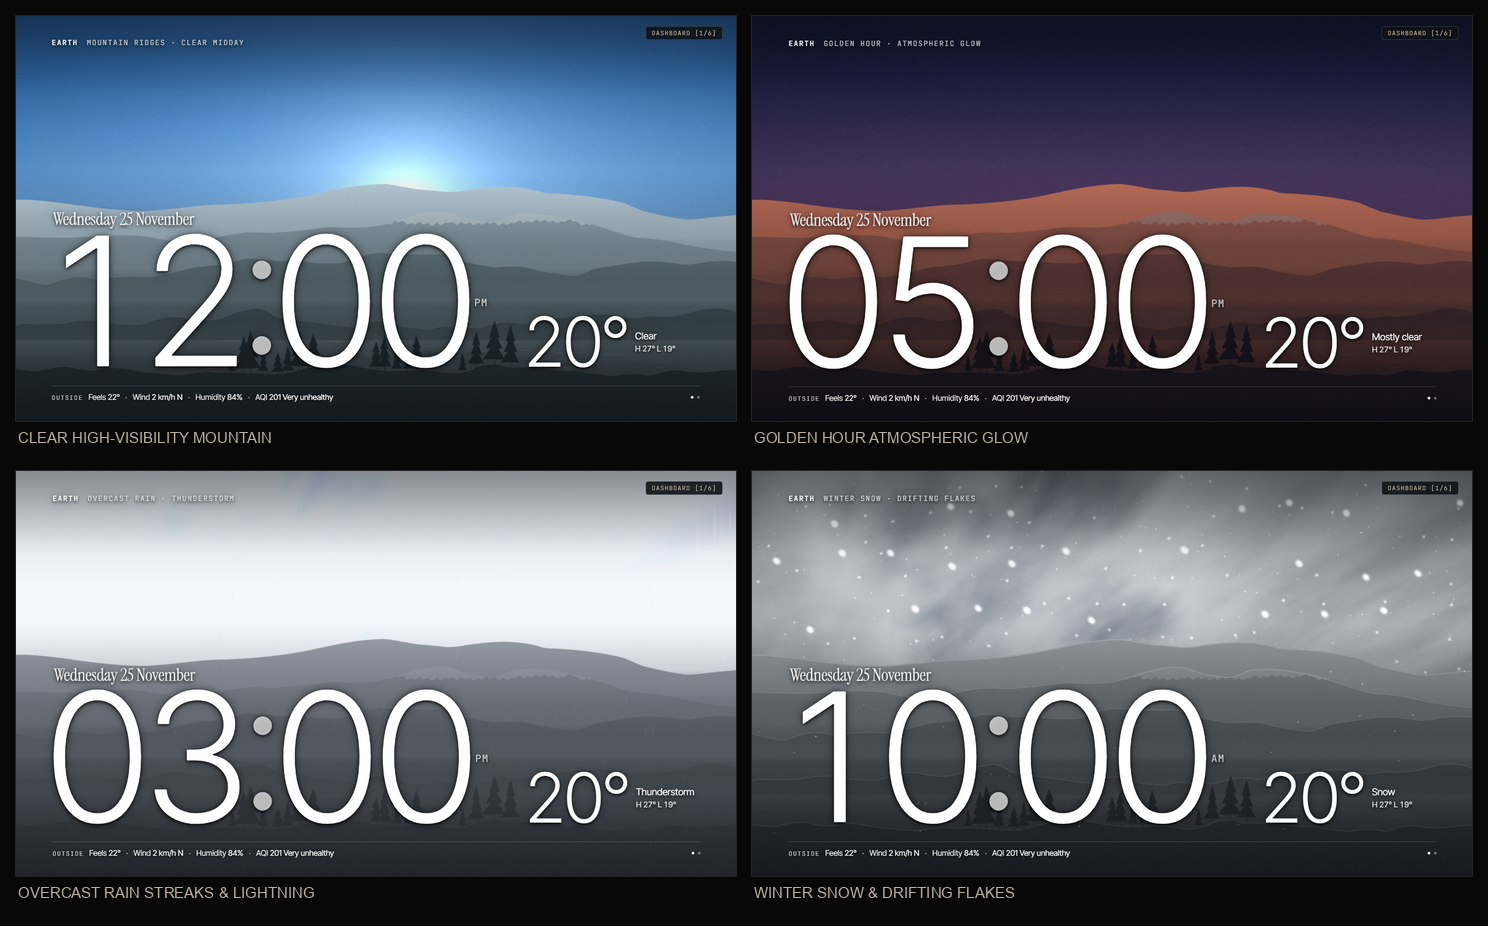 EARTH MOUNTAIN RIDGES · CLEAR MIDDAY
DASHBOARD [1/6]
Wednesday 25 November
12:00 PM
20° Clear
H 27° L 19°
OUTSIDE Feels 22° · Wind 2 km/h N · Humidity 84% · AQI 201 Very unhealthy
CLEAR HIGH-VISIBILITY MOUNTAIN
EARTH GOLDEN HOUR · ATMOSPHERIC GLOW
DASHBOARD [1/6]
Wednesday 25 November
05:00 PM
20° Mostly clear
H 27° L 19°
OUTSIDE Feels 22° · Wind 2 km/h N · Humidity 84% · AQI 201 Very unhealthy
GOLDEN HOUR ATMOSPHERIC GLOW
EARTH OVERCAST RAIN · THUNDERSTORM
DASHBOARD [1/6]
Wednesday 25 November
03:00 PM
20° Thunderstorm
H 27° L 19°
OUTSIDE Feels 22° · Wind 2 km/h N · Humidity 84% · AQI 201 Very unhealthy
OVERCAST RAIN STREAKS & LIGHTNING
EARTH WINTER SNOW · DRIFTING FLAKES
DASHBOARD [1/6]
Wednesday 25 November
10:00 AM
20° Snow
H 27° L 19°
OUTSIDE Feels 22° · Wind 2 km/h N · Humidity 84% · AQI 201 Very unhealthy
WINTER SNOW & DRIFTING FLAKES